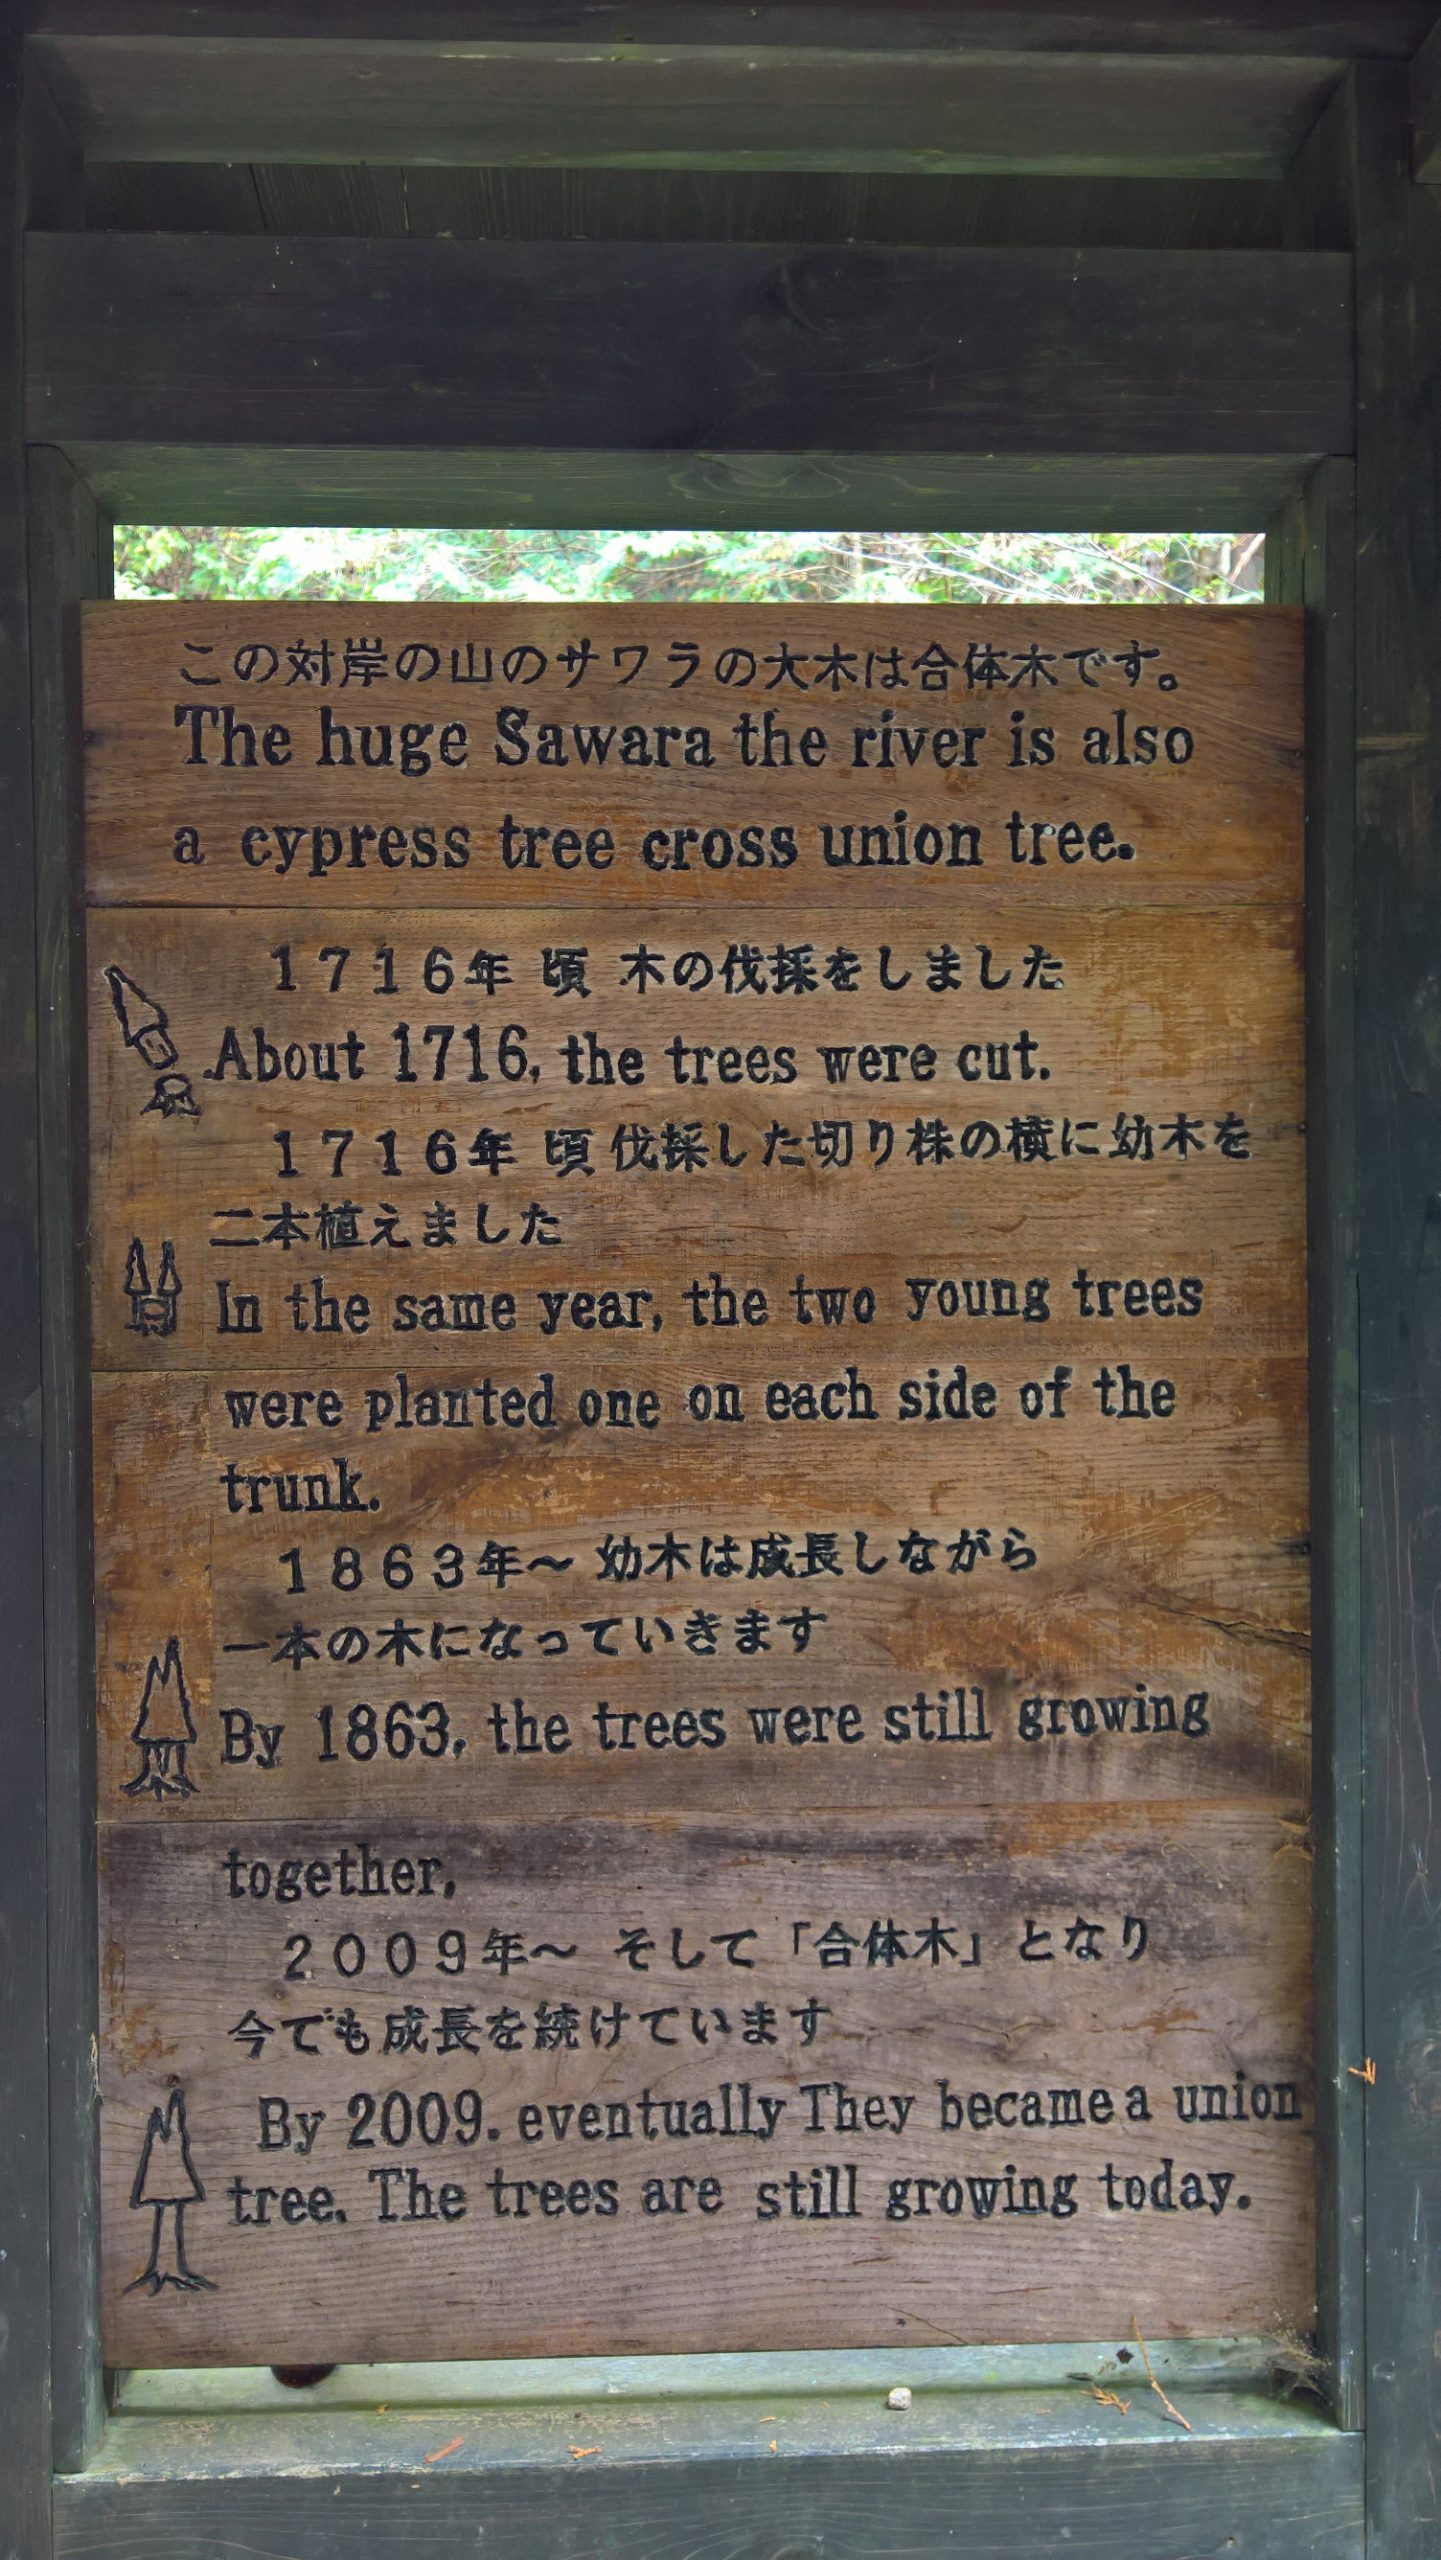 この対岸の山のサワラの大木は合体木です。
The huge Sawara the river is also
a cypress tree cross union tree.
1716年 頃 木の伐採をしました
About 1716, the trees were cut.
1716年 頃 伐採した切り株の横に幼木を
二本植えました
In the same year, the two young trees
were planted one on each side of the
trunk.
1863年〜 幼木は成長しながら
一本の木になっていきます
By 1863, the trees were still growing
together,
2009年〜 そして「合体木」となり
今でも成長を続けています
By 2009. eventually They became a union
tree. The trees are still growing today.